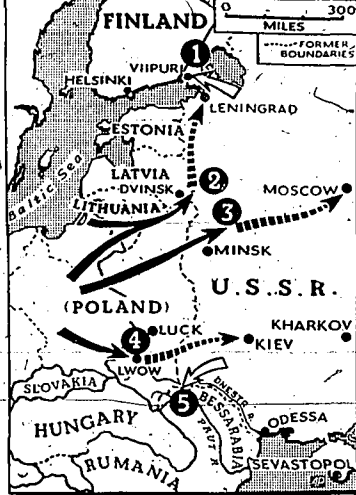 FINLAND
0 300
MILES
FORMER
BOUNDARIES
1
VIIPURI
HELSINKI
LENINGRAD
ESTONIA
Baltic Sea
LATVIA
DVINSK
2
MOSCOW
LITHUANIA
3
MINSK
U.S.S.R.
(POLAND)
4
LUCK
KHARKOV
KIEV
LWOW
SLOVAKIA
5
DNESTR R.
BESSARABIA
PRUT R
ODESSA
HUNGARY
RUMANIA
SEVASTOPOL
AP